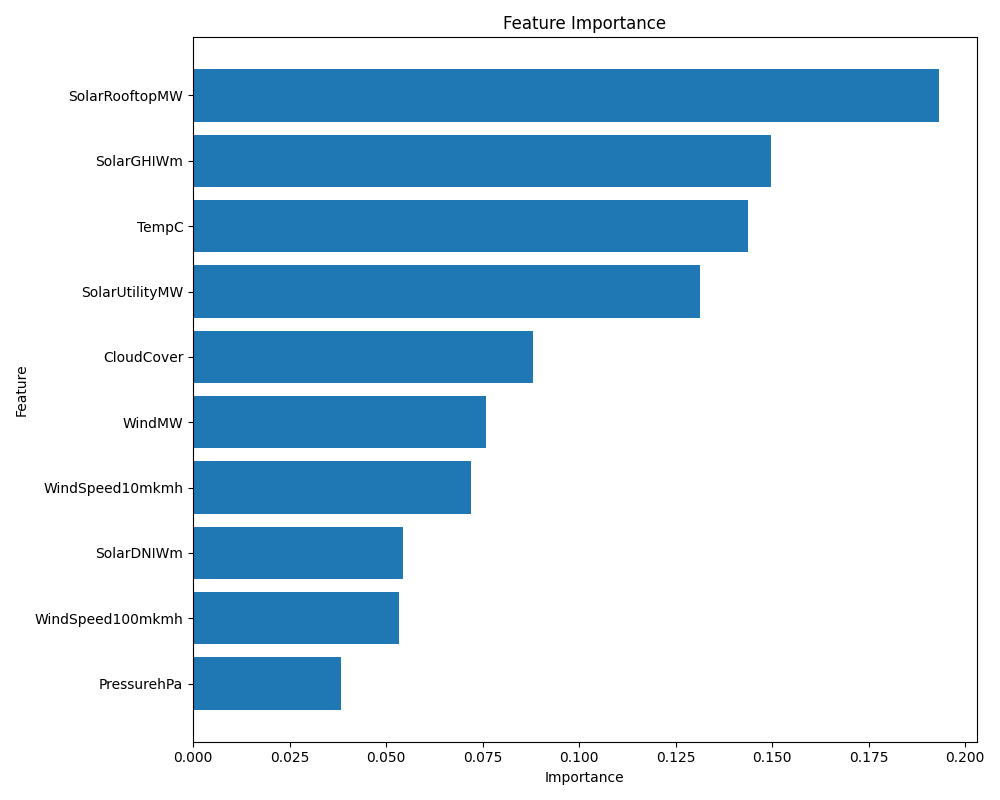 Feature Importance
SolarRooftopMW
SolarGHIWm
TempC
SolarUtilityMW
CloudCover
WindMW
WindSpeed10mkmh
SolarDNIWm
WindSpeed100mkmh
PressurehPa
Feature
0.000 0.025 0.050 0.075 0.100 0.125 0.150 0.175 0.200
Importance